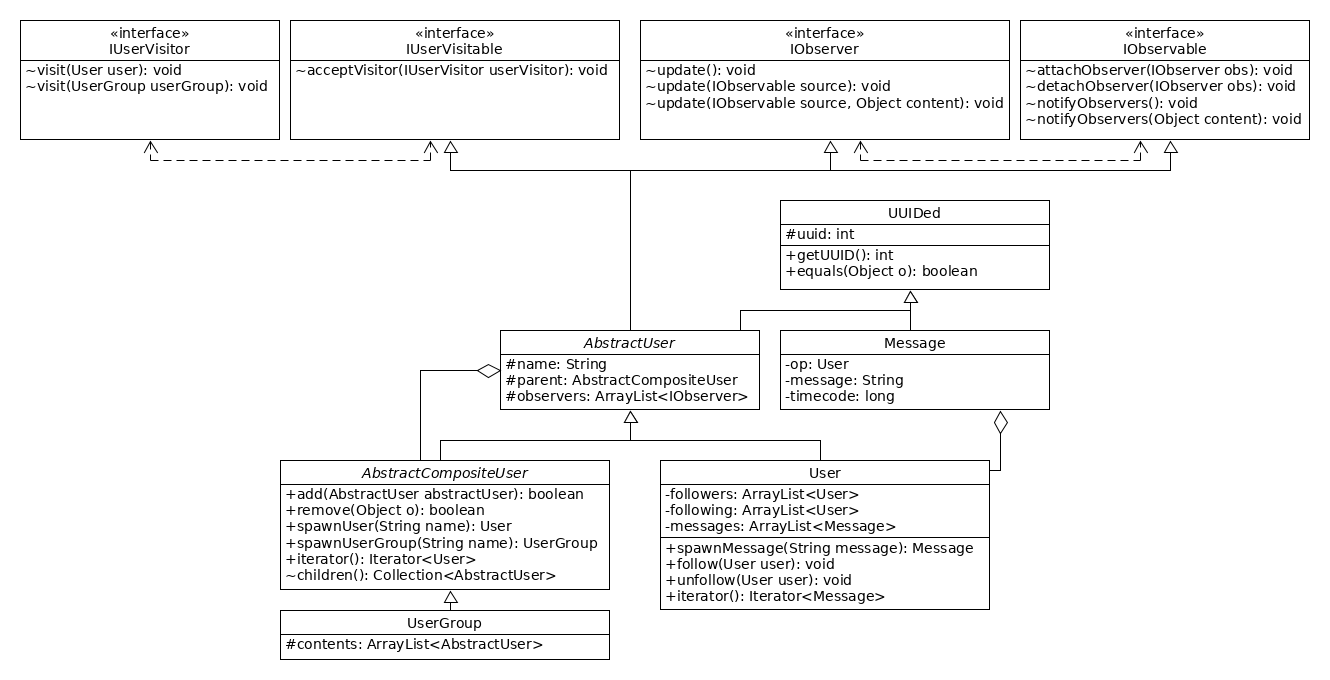 «interface»
IUserVisitor
~visit(User user): void
~visit(UserGroup userGroup): void
«interface»
IUserVisitable
~acceptVisitor(IUserVisitor userVisitor): void
«interface»
IObserver
~update(): void
~update(IObservable source): void
~update(IObservable source, Object content): void
«interface»
IObservable
~attachObserver(IObserver obs): void
~detachObserver(IObserver obs): void
~notifyObservers(): void
~notifyObservers(Object content): void
UUIDed
#uuid: int
+getUUID(): int
+equals(Object o): boolean
AbstractUser
#name: String
#parent: AbstractCompositeUser
#observers: ArrayList<IObserver>
Message
-op: User
-message: String
-timecode: long
AbstractCompositeUser
+add(AbstractUser abstractUser): boolean
+remove(Object o): boolean
+spawnUser(String name): User
+spawnUserGroup(String name): UserGroup
+iterator(): Iterator<User>
~children(): Collection<AbstractUser>
User
-followers: ArrayList<User>
-following: ArrayList<User>
-messages: ArrayList<Message>
+spawnMessage(String message): Message
+follow(User user): void
+unfollow(User user): void
+iterator(): Iterator<Message>
UserGroup
#contents: ArrayList<AbstractUser>